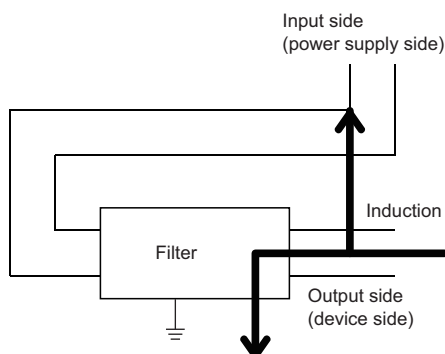 Input side
(power supply side)
Induction
Filter
Output side
(device side)